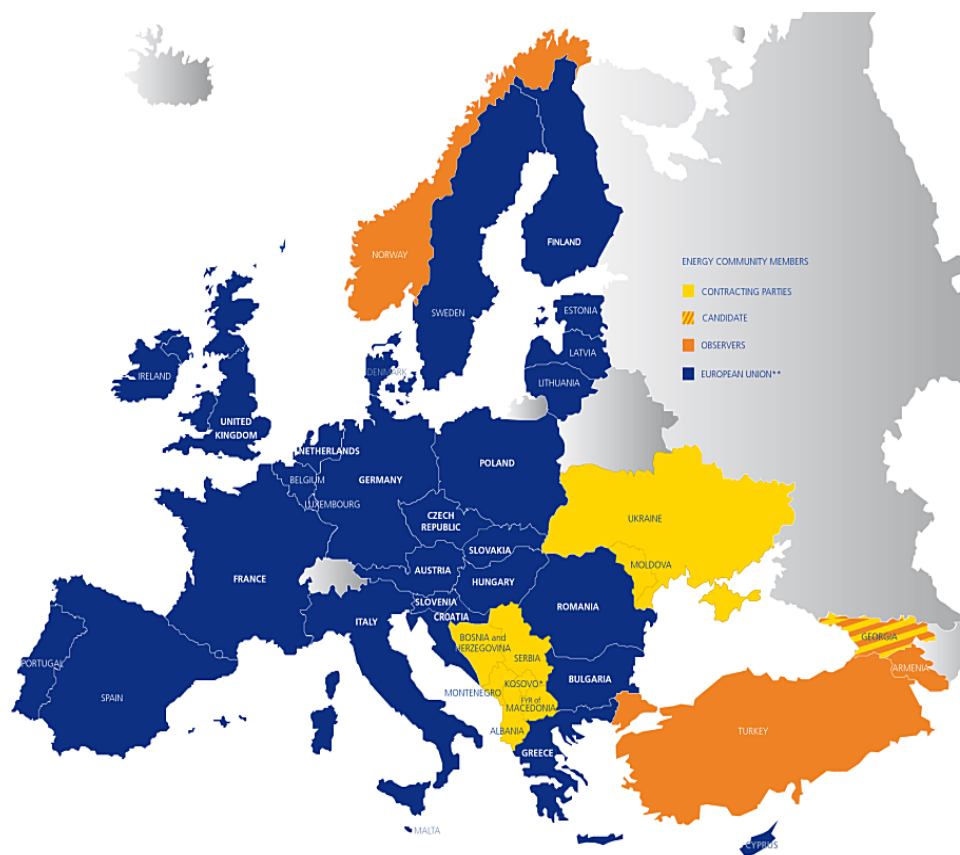 NORWAY
FINLAND
SWEDEN
ENERGY COMMUNITY MEMBERS
CONTRACTING PARTIES
CANDIDATE
OBSERVERS
EUROPEAN UNION**
ESTONIA
LATVIA
LITHUANIA
DENMARK
IRELAND
UNITED
KINGDOM
NETHERLANDS
BELGIUM
LUXEMBOURG
GERMANY
POLAND
CZECH
REPUBLIC
SLOVAKIA
AUSTRIA
HUNGARY
SLOVENIA
CROATIA
FRANCE
ITALY
ROMANIA
UKRAINE
MOLDOVA
BOSNIA and
HERZEGOVINA
SERBIA
KOSOVO*
MONTENEGRO
FYR of
MACEDONIA
ALBANIA
BULGARIA
GREECE
PORTUGAL
SPAIN
GEORGIA
ARMENIA
TURKEY
MALTA
CYPRUS